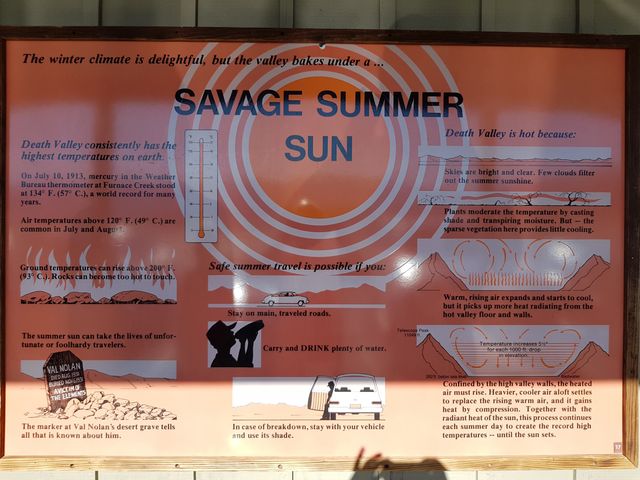 The winter climate is delightful, but the valley bakes under a ...
SAVAGE SUMMER
SUN
Death Valley consistently has the
highest temperatures on earth.
On July 10, 1913, mercury in the Weather
Bureau thermometer at Furnace Creek stood
at 134° F. (57° C.), a world record for many
years.
Air temperatures above 120° F. (49° C.) are
common in July and August.
Ground temperatures can rise above 200° F.
(93° C.). Rocks can become too hot to touch.
The summer sun can take the lives of unfor-
tunate or foolhardy travelers.
VAL NOLAN
A VICTIM OF
THE ELEMENTS
The marker at Val Nolan's desert grave tells
all that is known about him.
Safe summer travel is possible if you:
Stay on main, traveled roads.
Carry and DRINK plenty of water.
In case of breakdown, stay with your vehicle
and use its shade.
Death Valley is hot because:
Skies are bright and clear. Few clouds filter
out the summer sunshine.
Plants moderate the temperature by casting
shade and transpiring moisture. But -- the
sparse vegetation here provides little cooling.
Warm, rising air expands and starts to cool,
but it picks up more heat radiating from the
hot valley floor and walls.
Telescope Peak
11049 ft.
Temperature increases 5½°
for each 1000 ft. drop
in elevation.
Confined by the high valley walls, the heated
air must rise. Heavier, cooler air aloft settles
to replace the rising warm air, and it gains
heat by compression. Together with the
radiant heat of the sun, this process continues
each summer day to create the record high
temperatures -- until the sun sets.